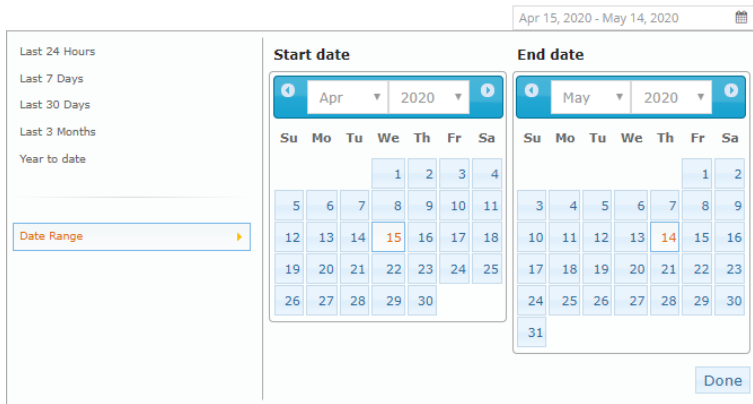 Apr 15, 2020 - May 14, 2020
Last 24 Hours
Last 7 Days
Last 30 Days
Last 3 Months
Year to date
Date Range
Start date
Apr 2020
Su Mo Tu We Th Fr Sa
1 2 3 4
5 6 7 8 9 10 11
12 13 14 15 16 17 18
19 20 21 22 23 24 25
26 27 28 29 30
End date
May 2020
Su Mo Tu We Th Fr Sa
1 2
3 4 5 6 7 8 9
10 11 12 13 14 15 16
17 18 19 20 21 22 23
24 25 26 27 28 29 30
31
Done